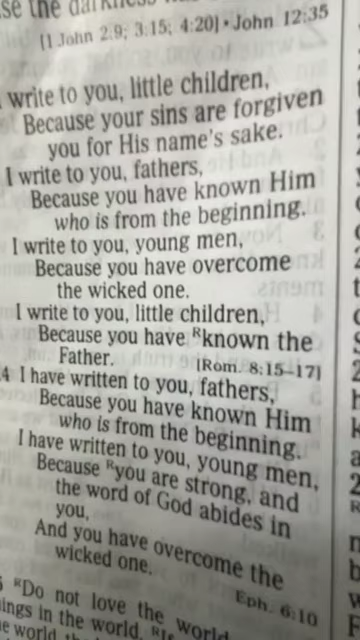 the darkness
[1 John 2:9; 3:15; 4:20] • John 12:35
write to you, little children,
Because your sins are forgiven
you for His name's sake.
I write to you, fathers,
Because you have known Him
who is from the beginning.
I write to you, young men,
Because you have overcome
the wicked one.
I write to you, little children,
Because you have ᴿknown the
Father. [Rom. 8:15–17]
4 I have written to you, fathers,
Because you have known Him
who is from the beginning.
I have written to you, young men,
Because ᴿyou are strong, and
the word of God abides in
you,
And you have overcome the
wicked one. Eph. 6:10
ᴿDo not love the world
in the world.
world